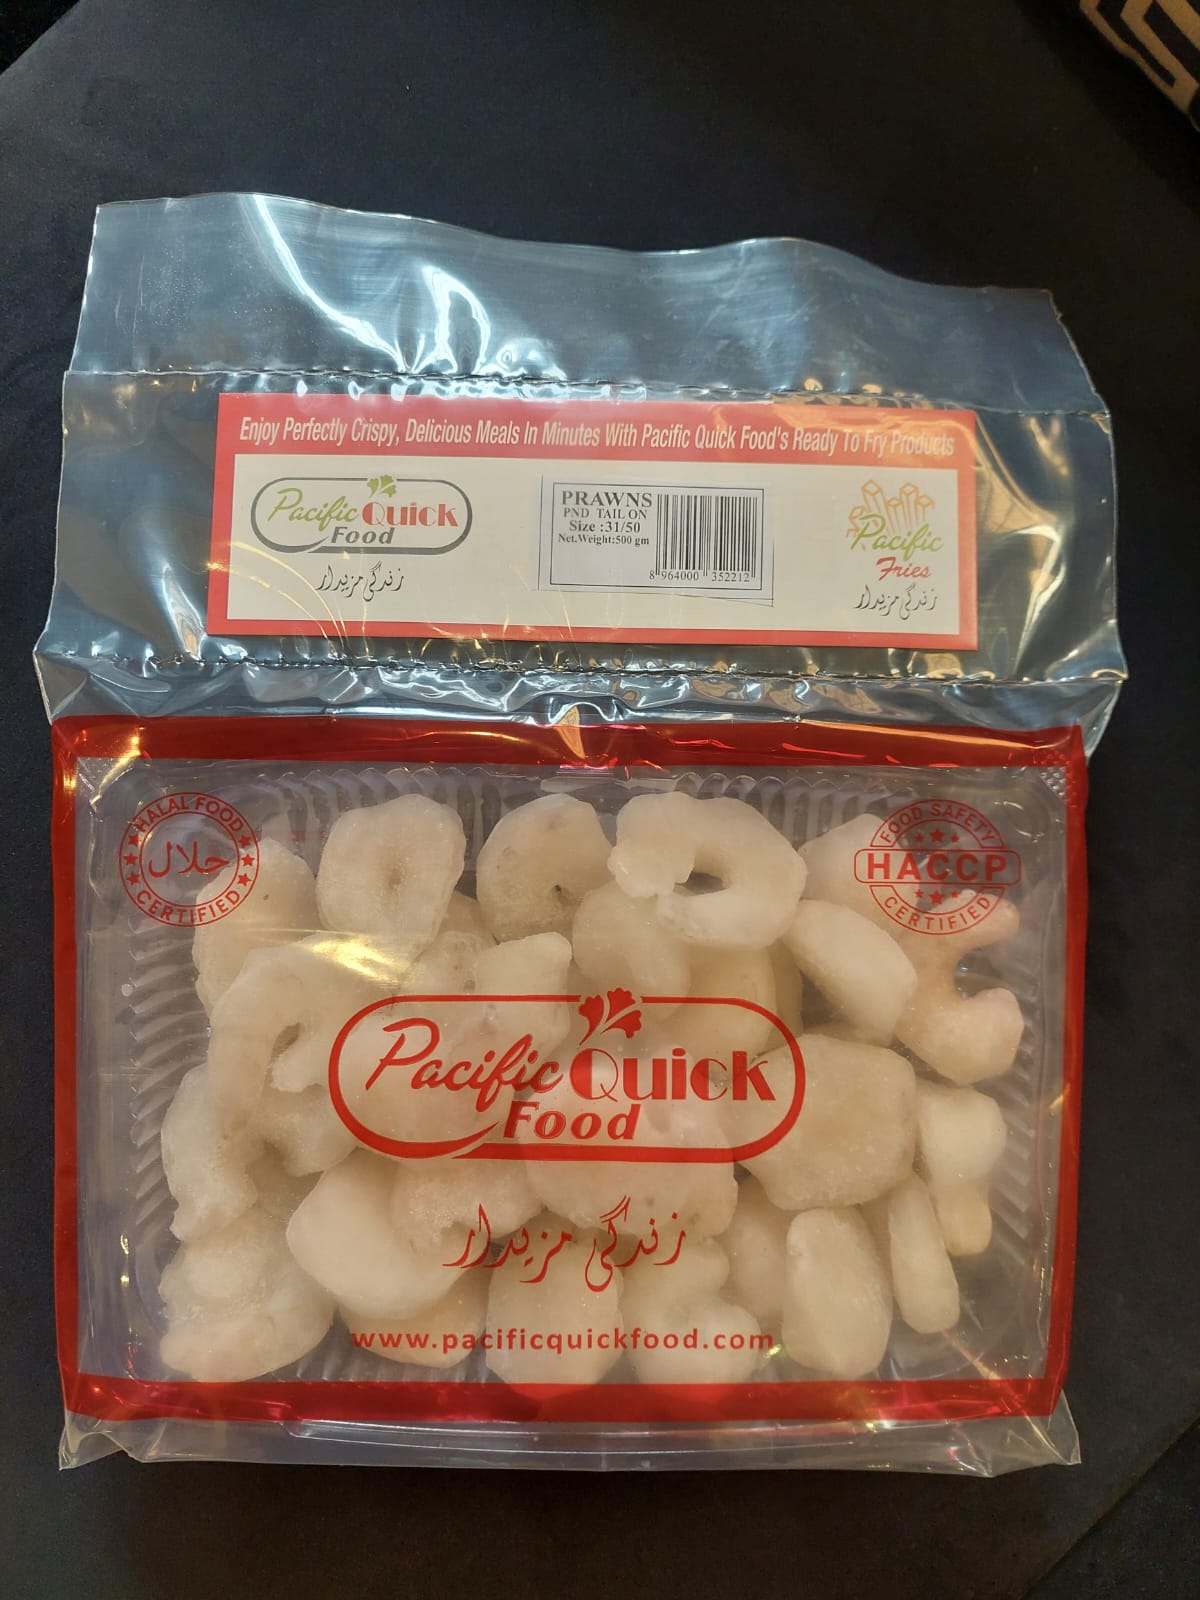 Enjoy Perfectly Crispy, Delicious Meals In Minutes With Pacific Quick Food's Ready To Fry Products
Pacific Quick
Food
زندگی مزیدار
PRAWNS
PND TAIL ON
Size :31/50
Net.Weight:500 gm
8 964000 352212
Pacific
Fries
زندگی مزیدار
HALAL FOOD
حلال
CERTIFIED
FOOD SAFETY
HACCP
CERTIFIED
Pacific Quick
Food
زندگی مزیدار
www.pacificquickfood.com